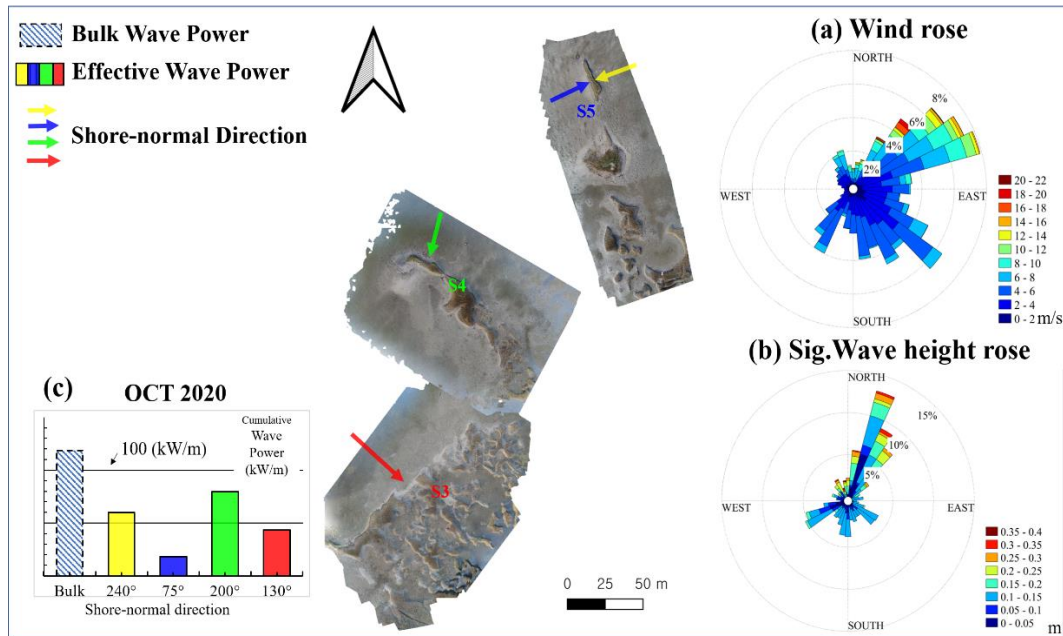 Bulk Wave Power
Effective Wave Power
Shore-normal Direction
S5
S4
S3
0 25 50 m
(a) Wind rose
NORTH
8%
6%
4%
2%
WEST
EAST
SOUTH
20 - 22
18 - 20
16 - 18
14 - 16
12 - 14
10 - 12
8 - 10
6 - 8
4 - 6
2 - 4
0 - 2 m/s
(b) Sig.Wave height rose
NORTH
15%
10%
5%
WEST
EAST
SOUTH
0.35 - 0.4
0.3 - 0.35
0.25 - 0.3
0.2 - 0.25
0.15 - 0.2
0.1 - 0.15
0.05 - 0.1
0 - 0.05
m
(c)
OCT 2020
100 (kW/m)
Cumulative
Wave
Power
(kW/m)
Bulk 240° 75° 200° 130°
Shore-normal direction